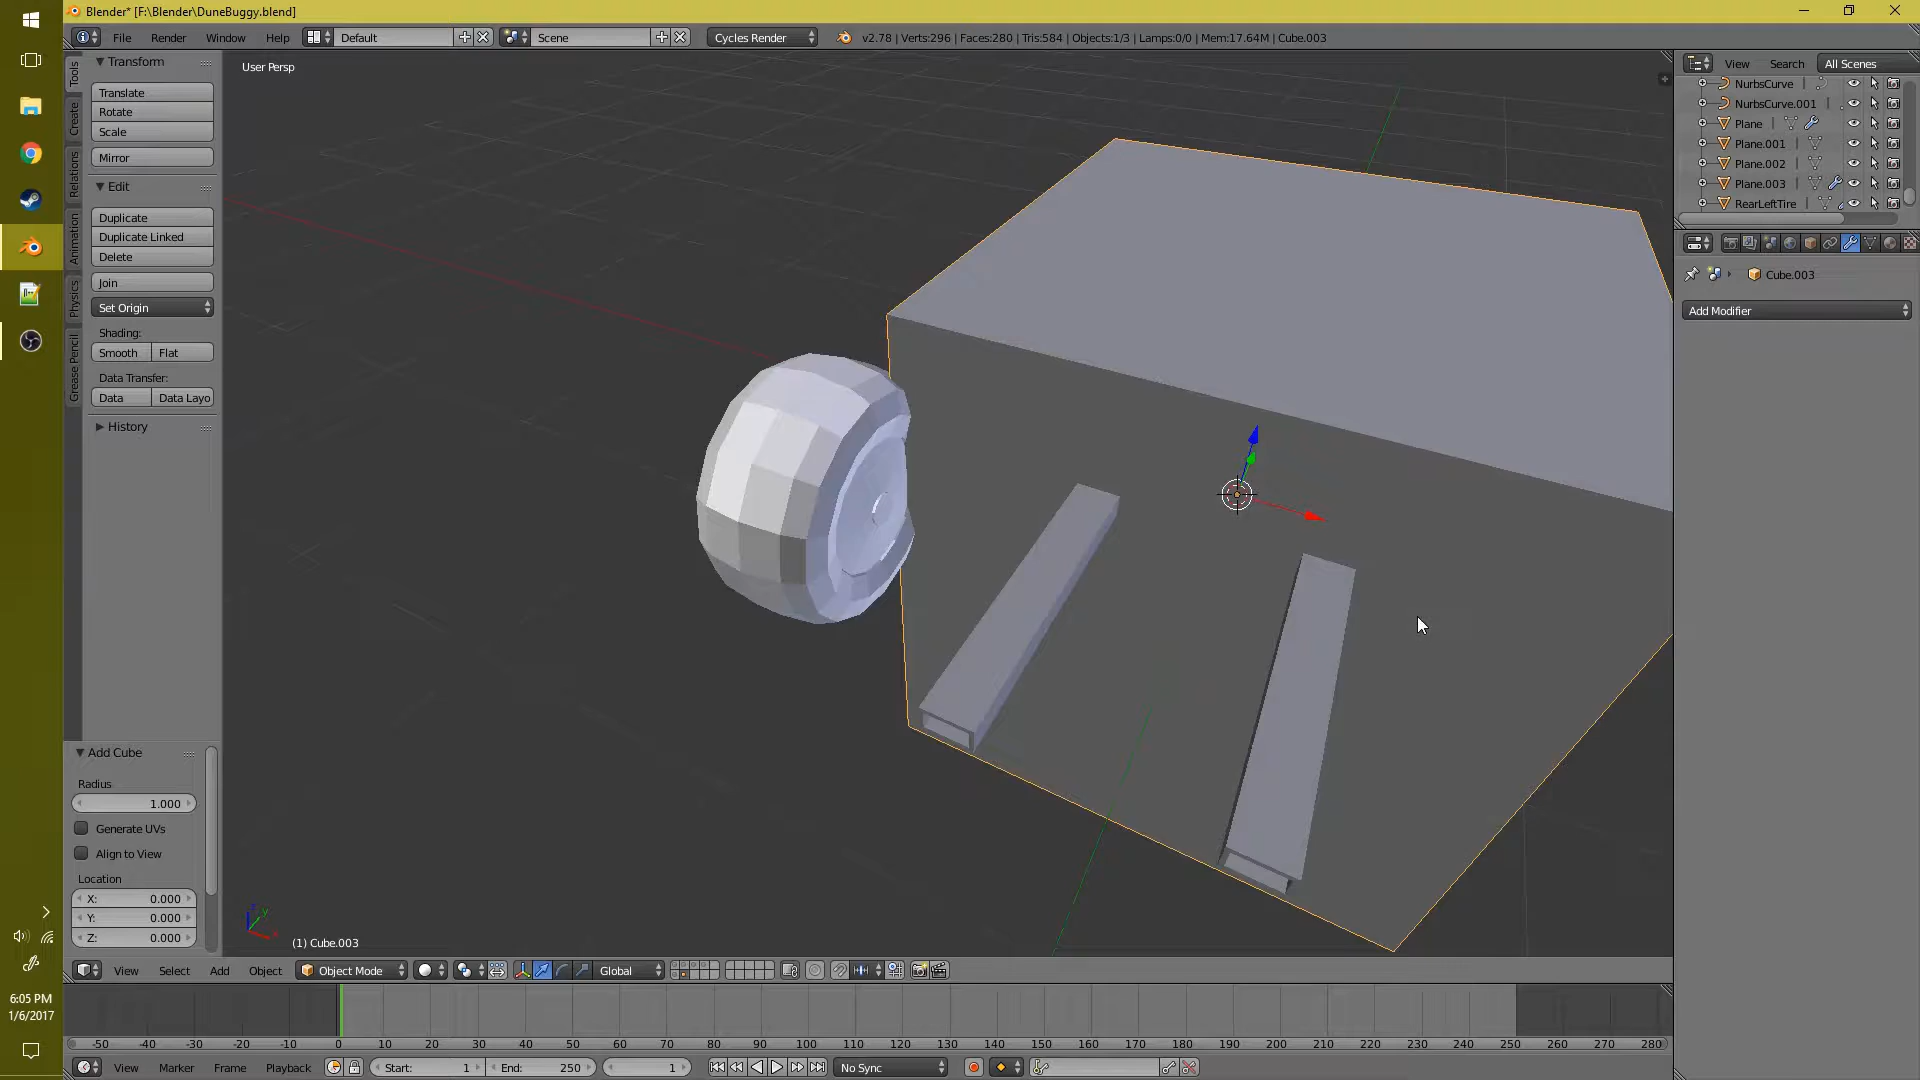 Blender* [F:\Blender\DuneBuggy.blend]
File Render Window Help Default Scene Cycles Render v2.78 | Verts:296 | Faces:280 | Tris:584 | Objects:1/3 | Lamps:0/0 | Mem:17.64M | Cube.003
Tools
Create
Relations
Animation
Physics
Grease Pencil
Transform
Translate
Rotate
Scale
Mirror
Edit
Duplicate
Duplicate Linked
Delete
Join
Set Origin
Shading:
Smooth Flat
Data Transfer:
Data Data Layo
History
Add Cube
Radius
1.000
Generate UVs
Align to View
Location
X: 0.000
Y: 0.000
Z: 0.000
User Persp
(1) Cube.003
View Search All Scenes
NurbsCurve
NurbsCurve.001
Plane
Plane.001
Plane.002
Plane.003
RearLeftTire
Cube.003
Add Modifier
View Select Add Object Object Mode Global
-50 -40 -30 -20 -10 0 10 20 30 40 50 60 70 80 90 100 110 120 130 140 150 160 170 180 190 200 210 220 230 240 250 260 270 280
View Marker Frame Playback Start: 1 End: 250 1 No Sync
6:05 PM
1/6/2017